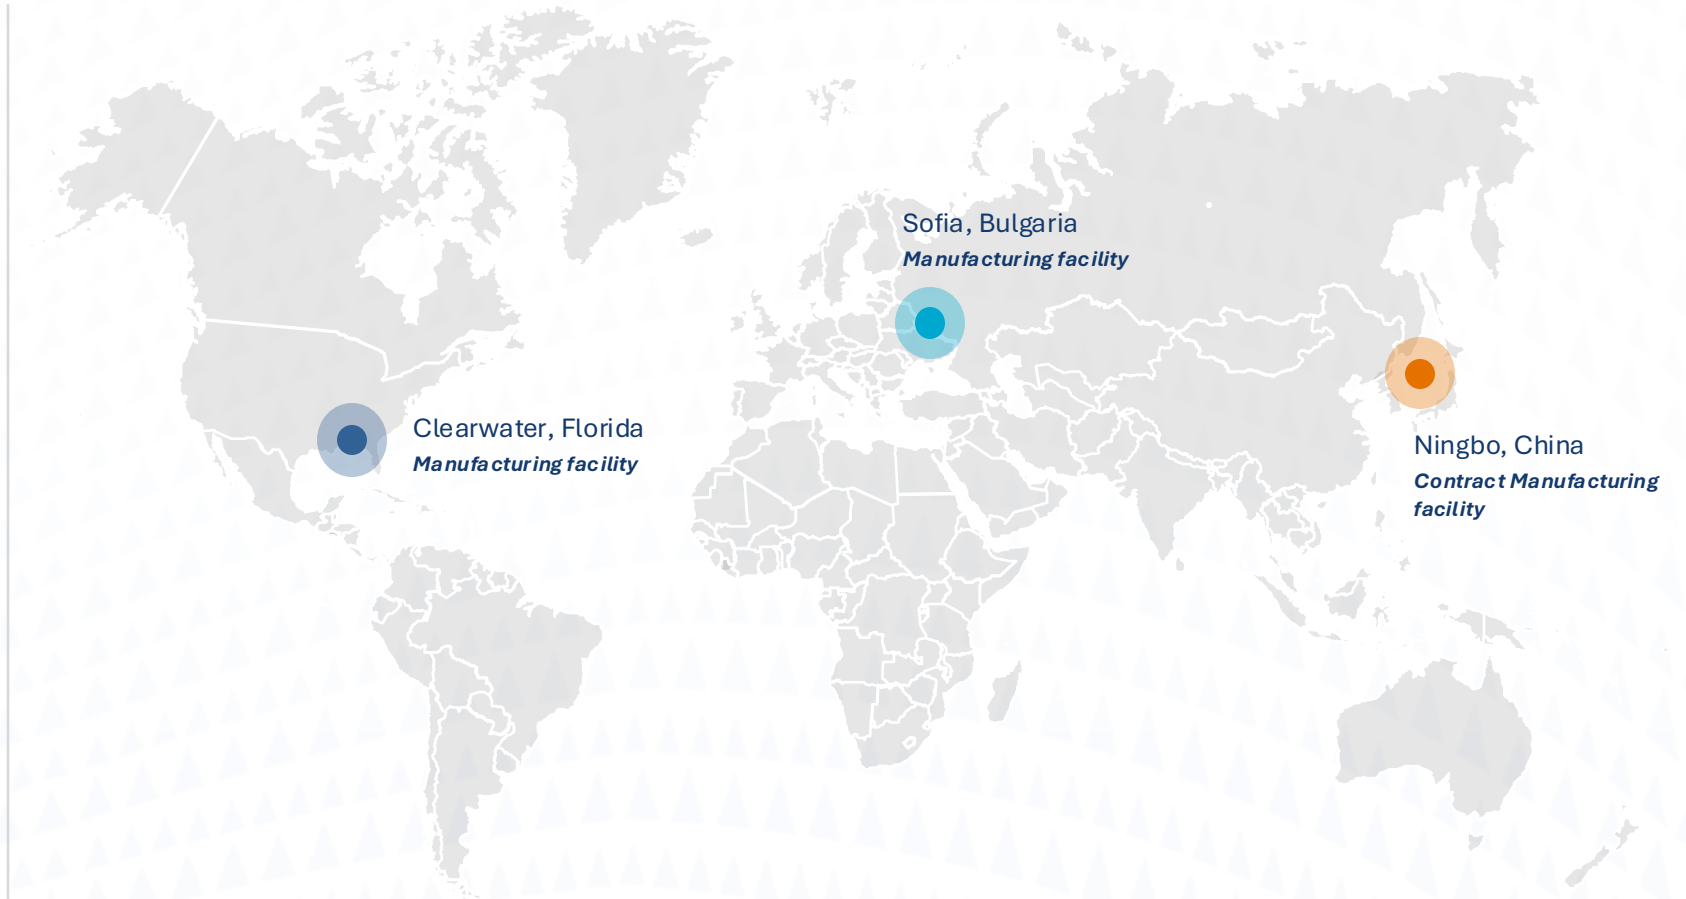 Sofia, Bulgaria
Manufacturing facility
Clearwater, Florida
Manufacturing facility
Ningbo, China
Contract Manufacturing
facility